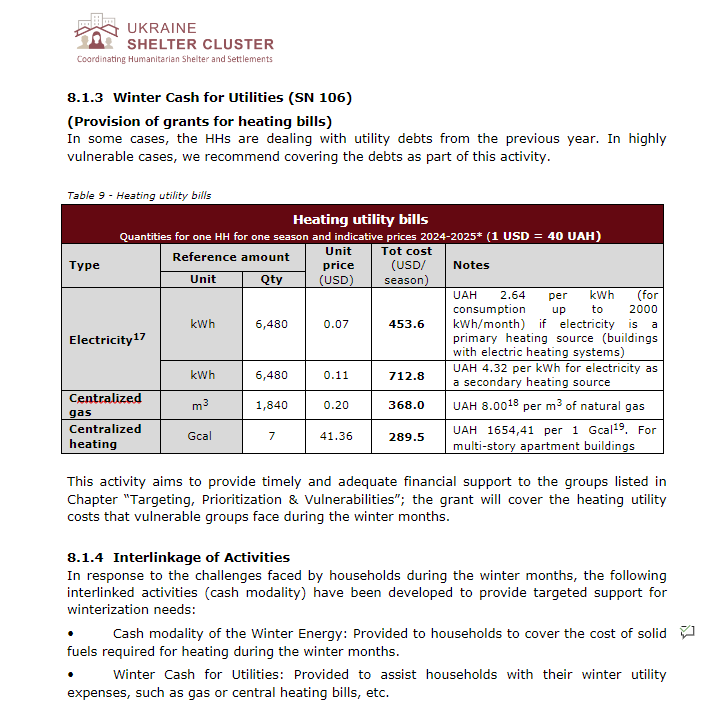 UKRAINE
SHELTER CLUSTER
Coordinating Humanitarian Shelter and Settlements
8.1.3 Winter Cash for Utilities (SN 106)
(Provision of grants for heating bills)
In some cases, the HHs are dealing with utility debts from the previous year. In highly
vulnerable cases, we recommend covering the debts as part of this activity.
Table 9 - Heating utility bills
Heating utility bills
Quantities for one HH for one season and indicative prices 2024-2025* (1 USD = 40 UAH)
Type
Reference amount
Unit
Qty
Unit
price
(USD)
Tot cost
(USD/
season)
Notes
Electricity17
kWh
6,480
0.07
453.6
UAH 2.64 per kWh (for
consumption up to 2000
kWh/month) if electricity is a
primary heating source (buildings
with electric heating systems)
kWh
6,480
0.11
712.8
UAH 4.32 per kWh for electricity as
a secondary heating source
Centralized
gas
m3
1,840
0.20
368.0
UAH 8.0018 per m3 of natural gas
Centralized
heating
Gcal
7
41.36
289.5
UAH 1654,41 per 1 Gcal19. For
multi-story apartment buildings
This activity aims to provide timely and adequate financial support to the groups listed in
Chapter “Targeting, Prioritization & Vulnerabilities”; the grant will cover the heating utility
costs that vulnerable groups face during the winter months.
8.1.4 Interlinkage of Activities
In response to the challenges faced by households during the winter months, the following
interlinked activities (cash modality) have been developed to provide targeted support for
winterization needs:
• Cash modality of the Winter Energy: Provided to households to cover the cost of solid
fuels required for heating during the winter months.
• Winter Cash for Utilities: Provided to assist households with their winter utility
expenses, such as gas or central heating bills, etc.